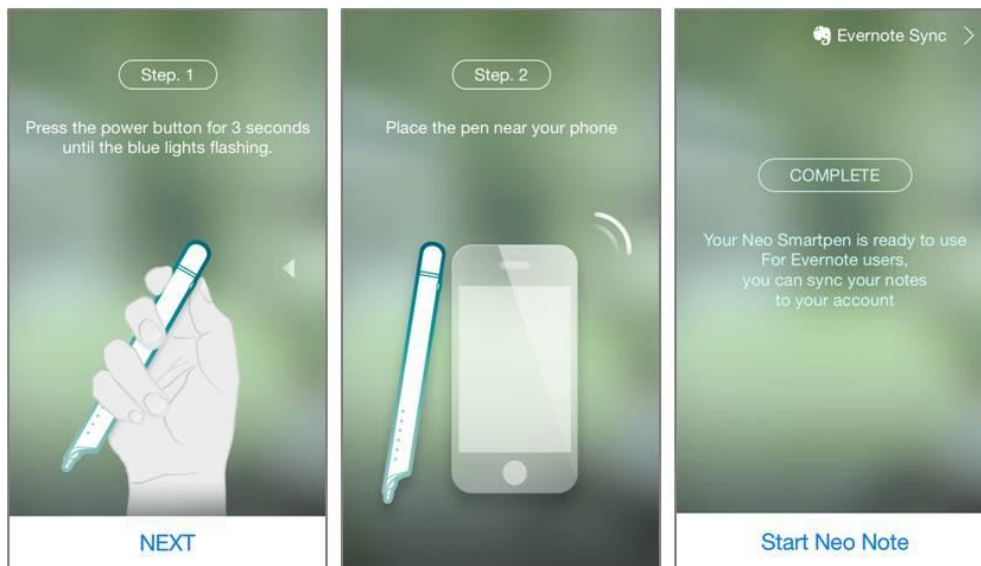 Step. 1
Press the power button for 3 seconds
until the blue lights flashing.
NEXT
Step. 2
Place the pen near your phone
Evernote Sync
COMPLETE
Your Neo Smartpen is ready to use
For Evernote users,
you can sync your notes
to your account
Start Neo Note